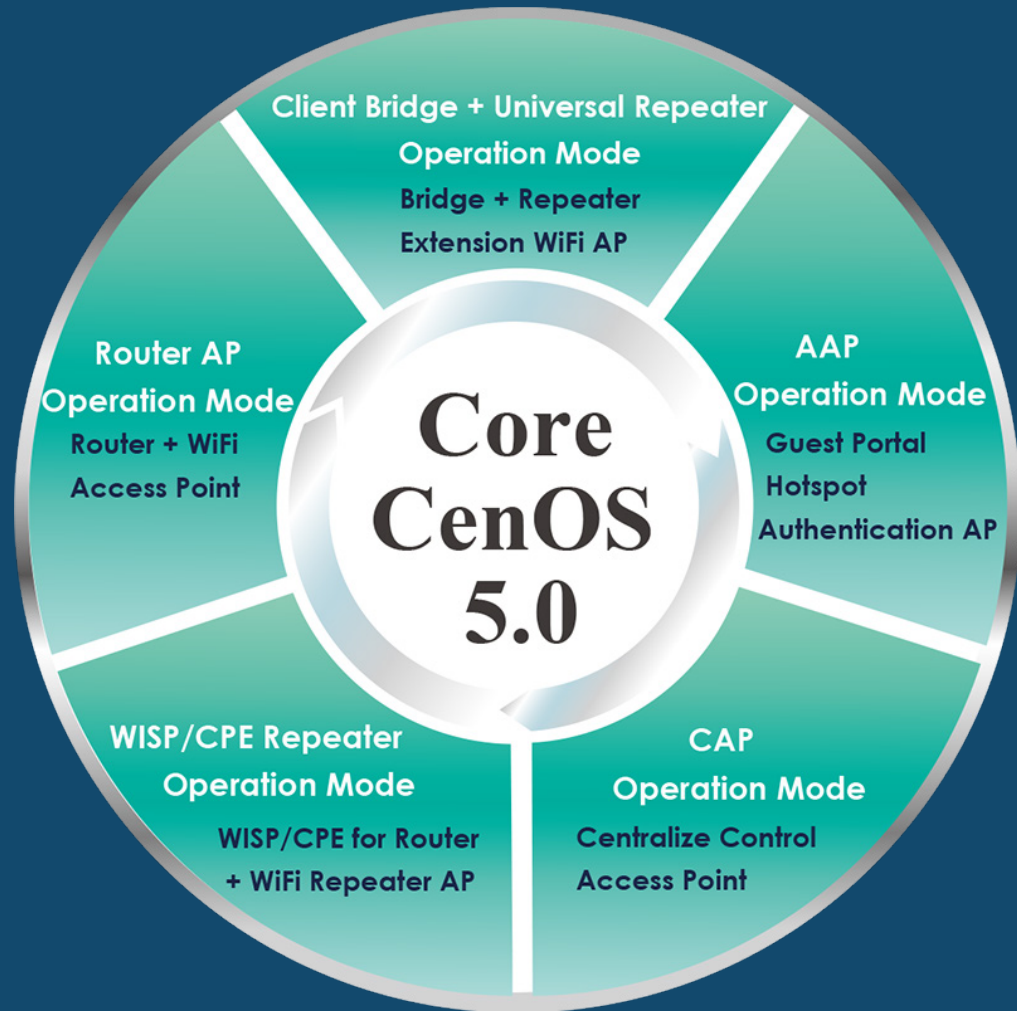 Client Bridge + Universal Repeater
Operation Mode
Bridge + Repeater
Extension WiFi AP
AAP
Operation Mode
Guest Portal
Hotspot
Authentication AP
CAP
Operation Mode
Centralize Control
Access Point
WISP/CPE Repeater
Operation Mode
WISP/CPE for Router
+ WiFi Repeater AP
Router AP
Operation Mode
Router + WiFi
Access Point
Core
CenOS
5.0